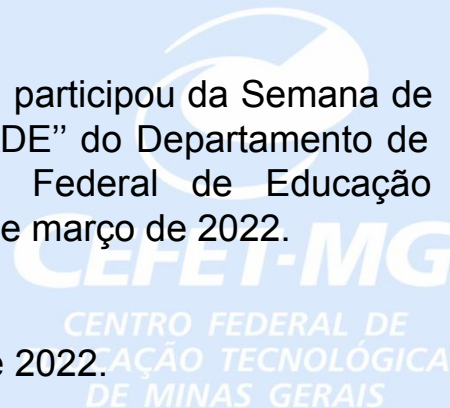 participou da Semana de
DE’’ do Departamento de
Federal de Educação
e março de 2022.
CEFET-MG
CENTRO FEDERAL DE
AÇÃO TECNOLÓGICA
DE MINAS GERAIS
e 2022.